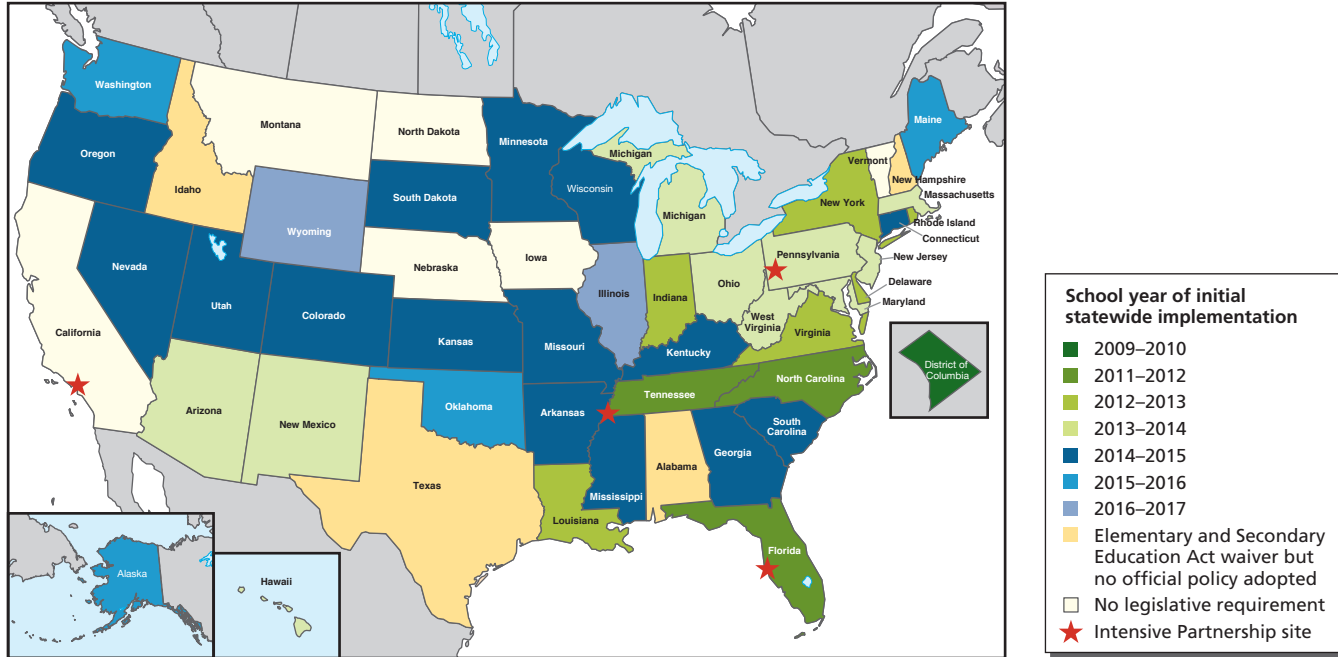 Washington
Montana
North Dakota
Minnesota
Michigan
Maine
Vermont
New Hampshire
Massachusetts
Oregon
Idaho
South Dakota
Wisconsin
Michigan
New York
Rhode Island
Connecticut
Wyoming
Nevada
Nebraska
Iowa
Pennsylvania
New Jersey
Utah
Colorado
Illinois
Indiana
Ohio
Delaware
Maryland
California
Kansas
Missouri
West
Virginia
Virginia
Kentucky
District of
Columbia
Arizona
New Mexico
Oklahoma
Arkansas
Tennessee
North Carolina
South
Carolina
Texas
Louisiana
Mississippi
Alabama
Georgia
Florida
Alaska
Hawaii
School year of initial
statewide implementation
2009–2010
2011–2012
2012–2013
2013–2014
2014–2015
2015–2016
2016–2017
Elementary and Secondary
Education Act waiver but
no official policy adopted
No legislative requirement
Intensive Partnership site